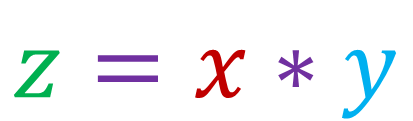 z = x * y